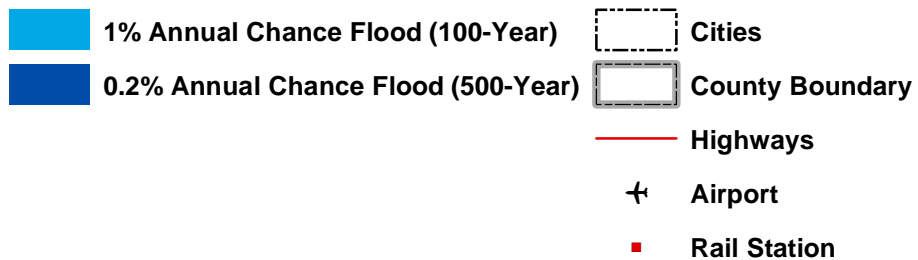 1% Annual Chance Flood (100-Year)
0.2% Annual Chance Flood (500-Year)
Cities
County Boundary
Highways
Airport
Rail Station